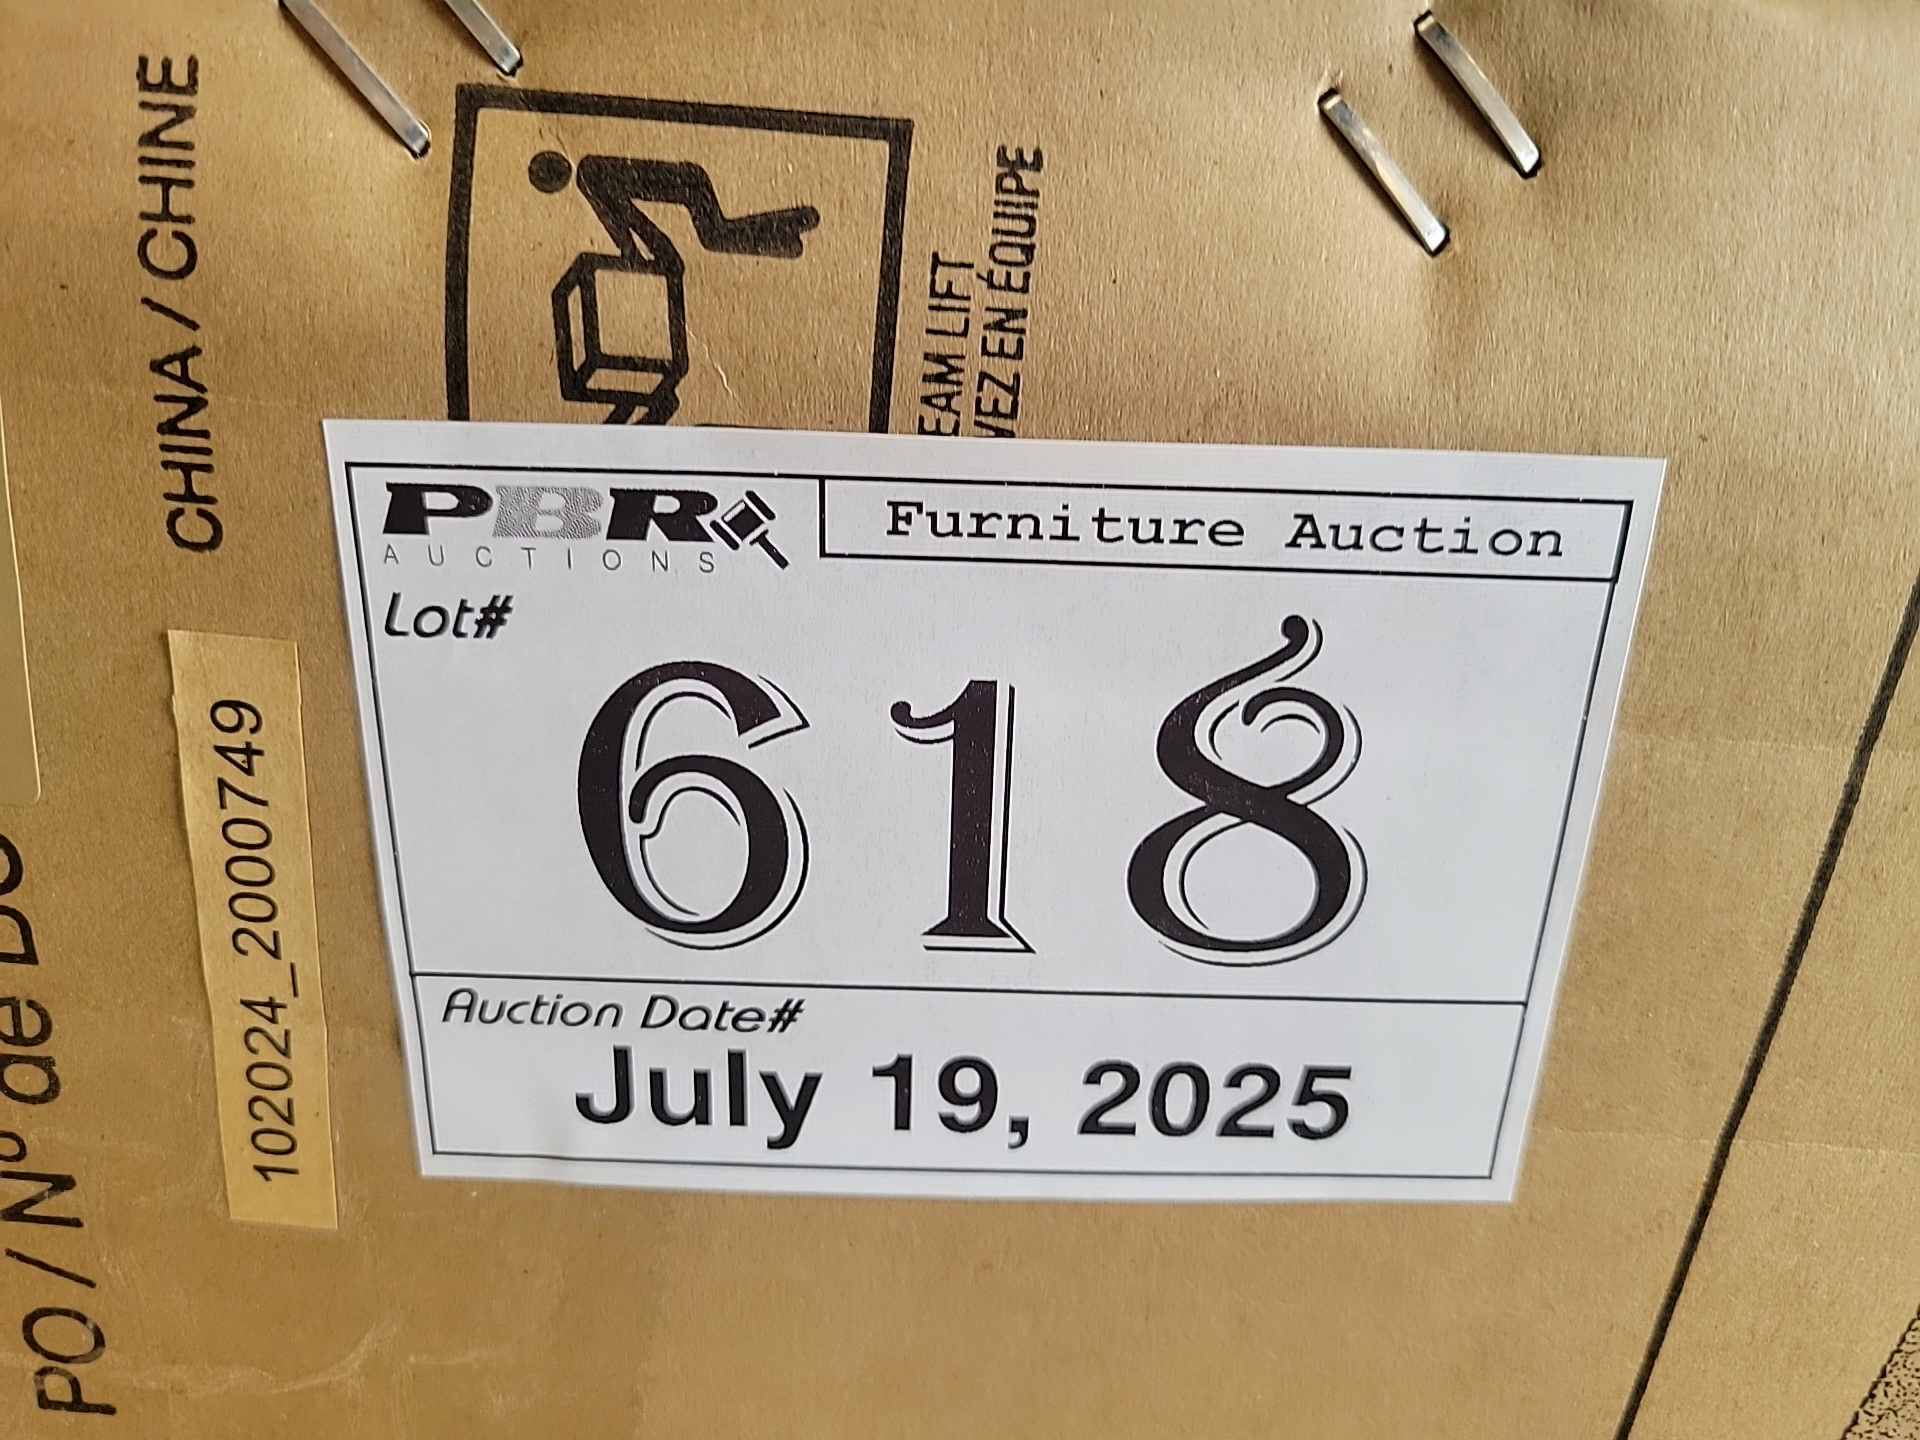 CHINA / CHINE
EAM LIFT
VEZ EN ÉQUIPE
PBR
AUCTIONS
Furniture Auction
Lot#
618
Auction Date#
July 19, 2025
102024_2000749
PO / Nº de